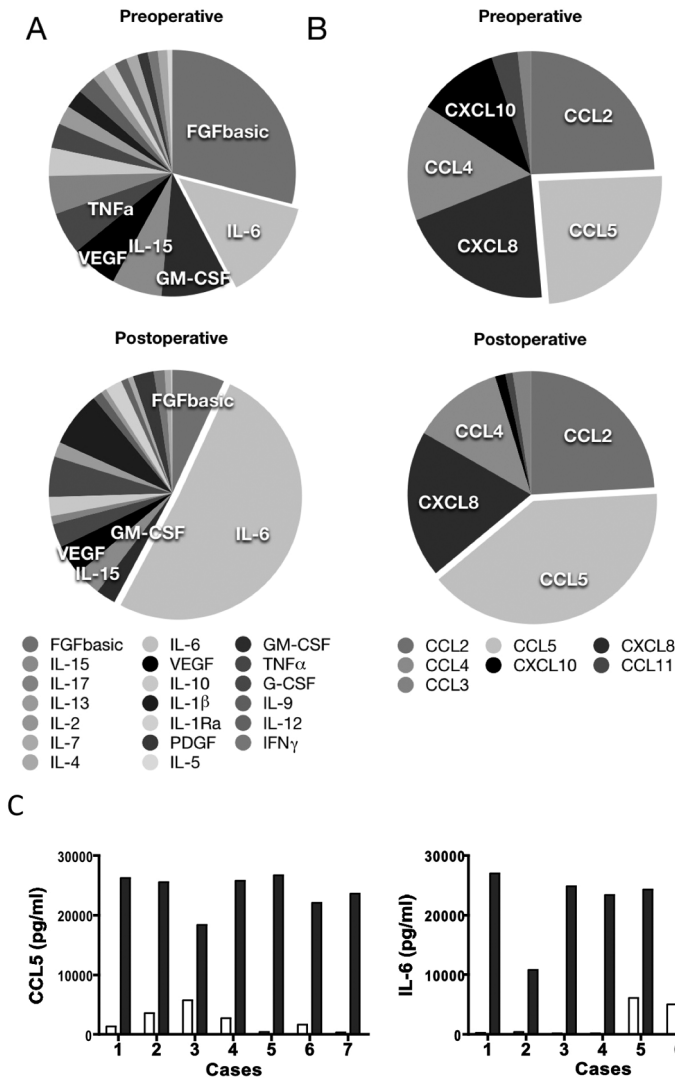 A
Preoperative
FGFbasic
IL-6
GM-CSF
IL-15
VEGF
TNFa
Postoperative
FGFbasic
IL-6
GM-CSF
VEGF
IL-15
FGFbasic IL-6 GM-CSF
IL-15 VEGF TNFα
IL-17 IL-10 G-CSF
IL-13 IL-1β IL-9
IL-2 IL-1Ra IL-12
IL-7 PDGF IFNγ
IL-4 IL-5
B
Preoperative
CCL2
CCL5
CXCL8
CCL4
CXCL10
Postoperative
CCL2
CCL5
CXCL8
CCL4
CCL2 CCL5 CXCL8
CCL4 CXCL10 CCL11
CCL3
C
CCL5 (pg/ml)
30000
20000
10000
0
1 2 3 4 5 6 7
Cases
IL-6 (pg/ml)
30000
20000
10000
0
1 2 3 4 5
Cases